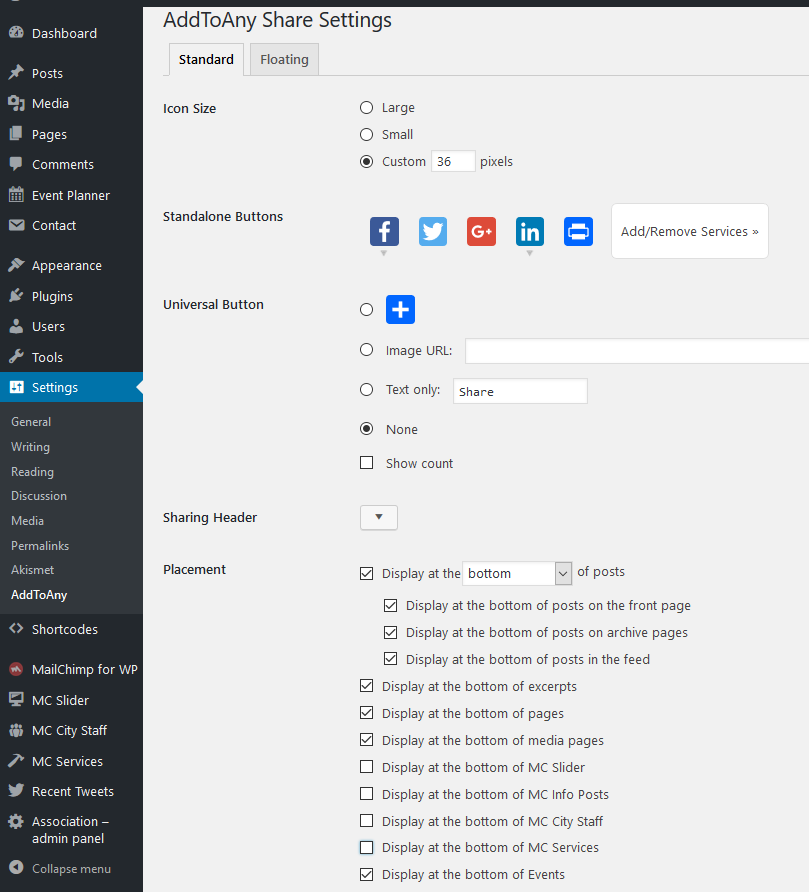 AddToAny Share Settings
Dashboard
Posts
Media
Pages
Comments
Event Planner
Contact
Appearance
Plugins
Users
Tools
Settings
General
Writing
Reading
Discussion
Media
Permalinks
Akismet
AddToAny
Shortcodes
MailChimp for WP
MC Slider
MC City Staff
MC Services
Recent Tweets
Association –
admin panel
Collapse menu
Standard Floating
Icon Size
Large
Small
Custom 36 pixels
Standalone Buttons
f G+ in
Add/Remove Services »
Universal Button
Image URL:
Text only: Share
None
Show count
Sharing Header
Placement
Display at the bottom of posts
Display at the bottom of posts on the front page
Display at the bottom of posts on archive pages
Display at the bottom of posts in the feed
Display at the bottom of excerpts
Display at the bottom of pages
Display at the bottom of media pages
Display at the bottom of MC Slider
Display at the bottom of MC Info Posts
Display at the bottom of MC City Staff
Display at the bottom of MC Services
Display at the bottom of Events